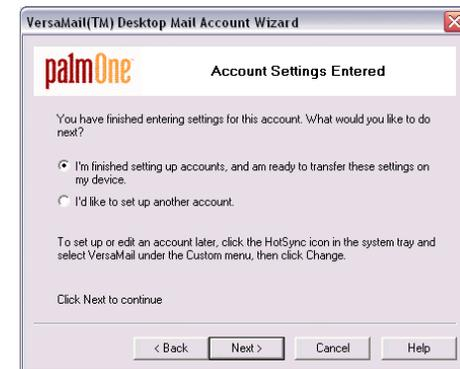 VersaMail(TM) Desktop Mail Account Wizard
palmOne
Account Settings Entered
You have finished entering settings for this account. What would you like to do
next?
I'm finished setting up accounts, and am ready to transfer these settings on
my device.
I'd like to set up another account.
To set up or edit an account later, click the HotSync icon in the system tray and
select VersaMail under the Custom menu, then click Change.
Click Next to continue
< Back Next > Cancel Help